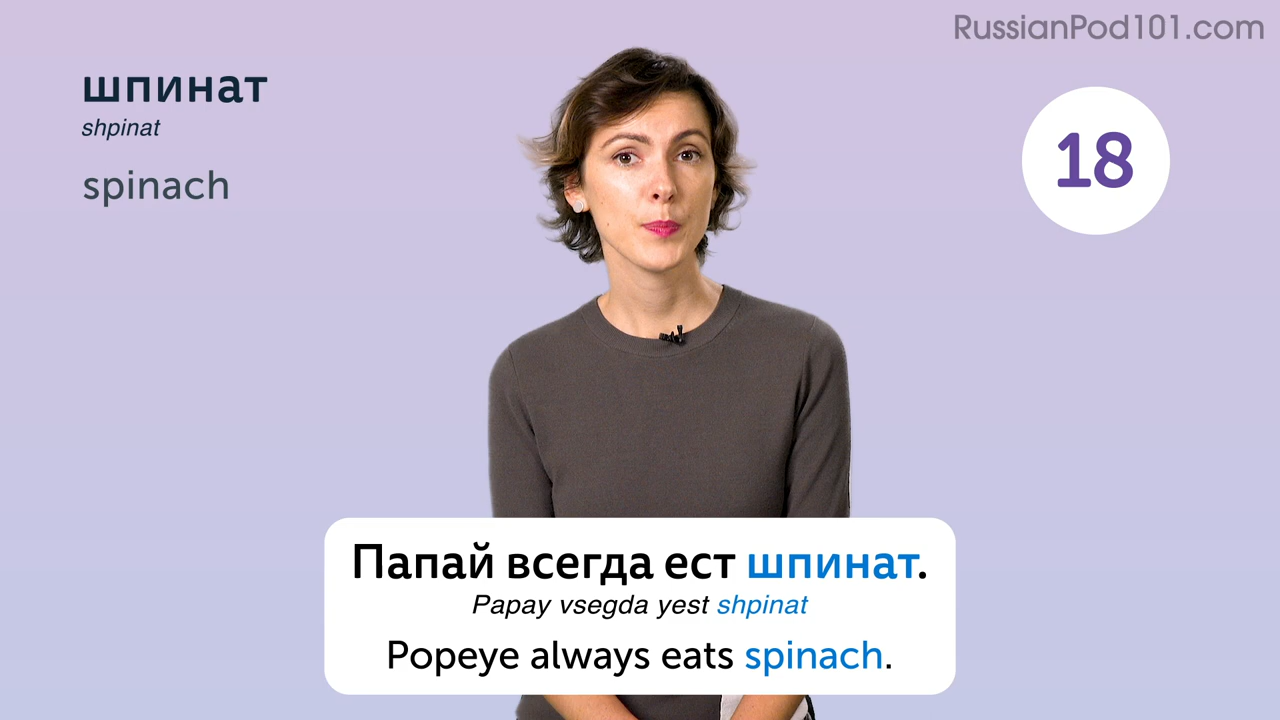 RussianPod101.com
шпинат
shpinat
spinach
18
Папай всегда ест шпинат.
Papay vsegda yest shpinat
Popeye always eats spinach.